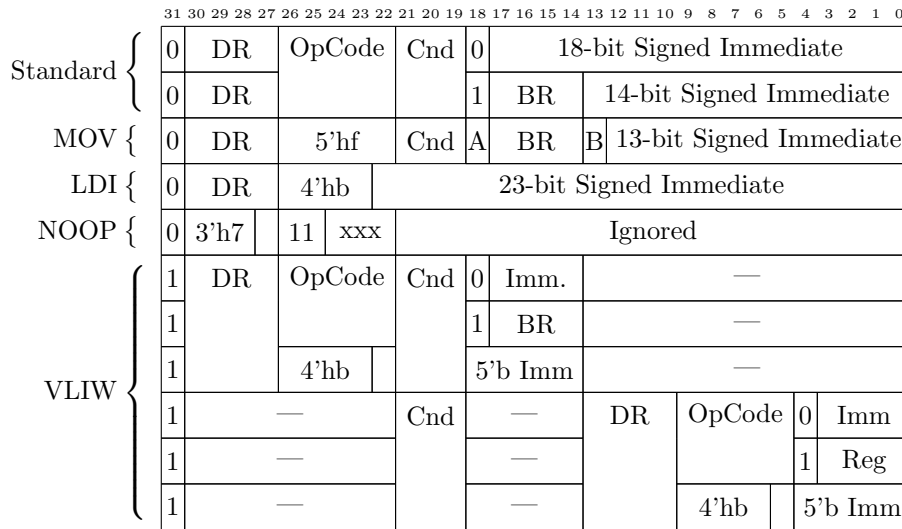 31 30 29 28 27 26 25 24 23 22 21 20 19 18 17 16 15 14 13 12 11 10 9 8 7 6 5 4 3 2 1 0
Standard { 0 DR OpCode Cnd 0 18-bit Signed Immediate
0 DR 1 BR 14-bit Signed Immediate
MOV { 0 DR 5'hf Cnd A BR B 13-bit Signed Immediate
LDI { 0 DR 4'hb 23-bit Signed Immediate
NOOP { 0 3'h7 11 xxx Ignored
VLIW { 1 DR OpCode Cnd 0 Imm. —
1 1 BR —
1 4'hb 5'b Imm —
1 — Cnd — DR OpCode 0 Imm
1 — — 1 Reg
1 — — 4'hb 5'b Imm